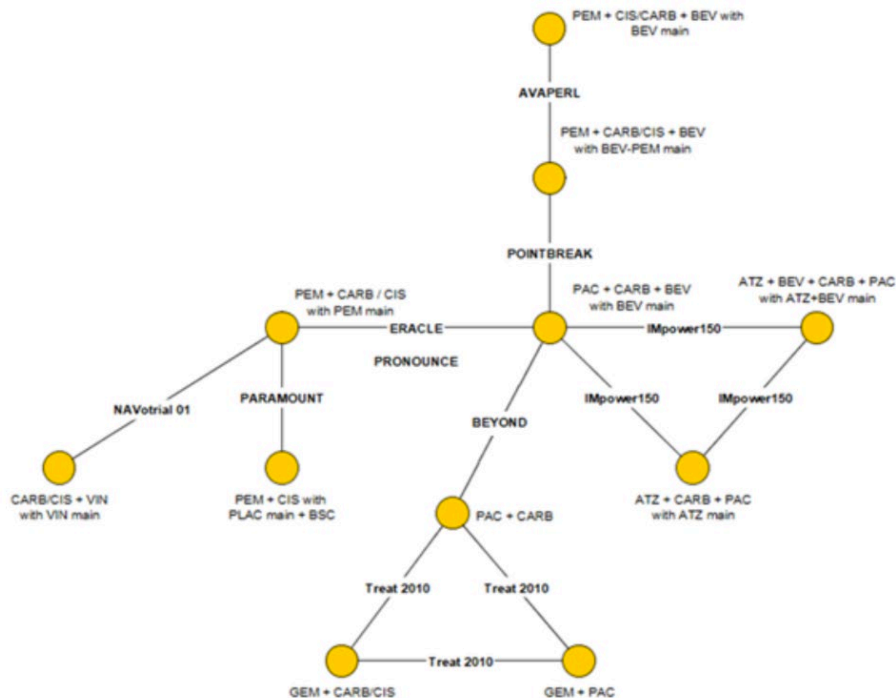 PEM + CIS/CARB + BEV with
BEV main
AVAPERL
PEM + CARB/CIS + BEV
with BEV-PEM main
POINTBREAK
PEM + CARB / CIS
with PEM main
PAC + CARB + BEV
with BEV main
ATZ + BEV + CARB + PAC
with ATZ+BEV main
ERACLE
IMpower150
PRONOUNCE
NAVotrial 01
PARAMOUNT
IMpower150
IMpower150
BEYOND
CARB/CIS + VIN
with VIN main
PEM + CIS with
PLAC main + BSC
ATZ + CARB + PAC
with ATZ main
PAC + CARB
Treat 2010
Treat 2010
Treat 2010
GEM + CARB/CIS
GEM + PAC